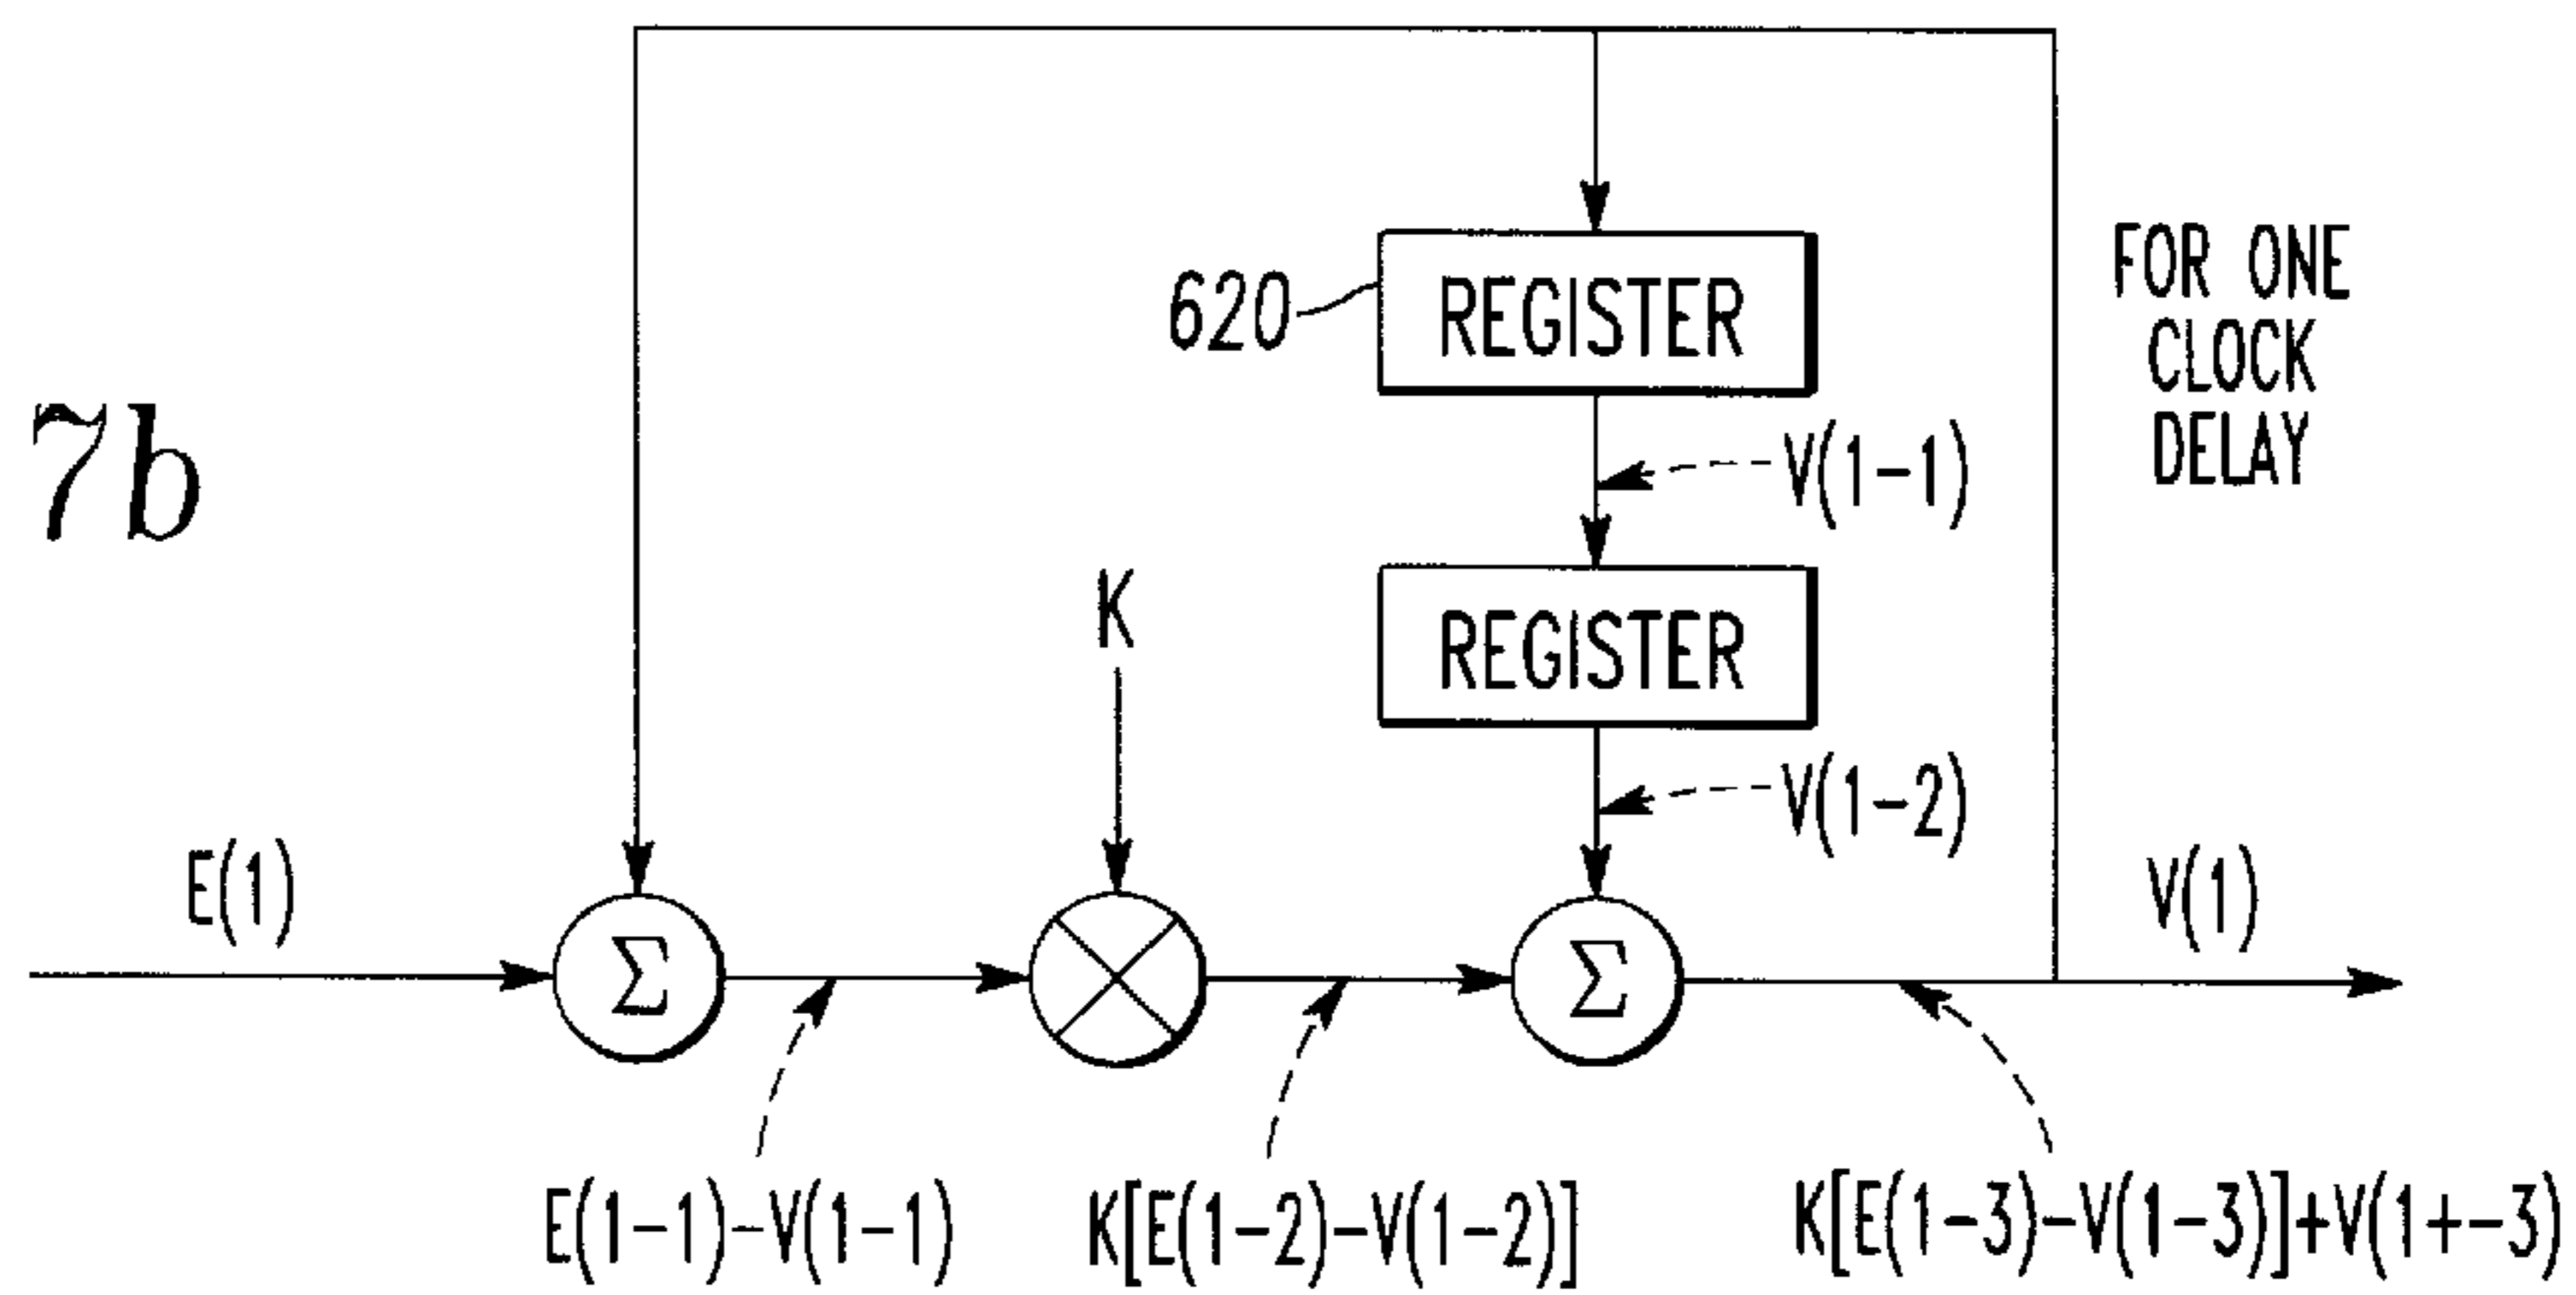 FOR ONE
CLOCK
DELAY
620
REGISTER
7b
V(1-1)
K
REGISTER
V(1-2)
E(1)
V(1)
Σ
Σ
E(1-1)-V(1-1)
K[E(1-2)-V(1-2)]
K[E(1-3)-V(1-3)]+V(1+-3)